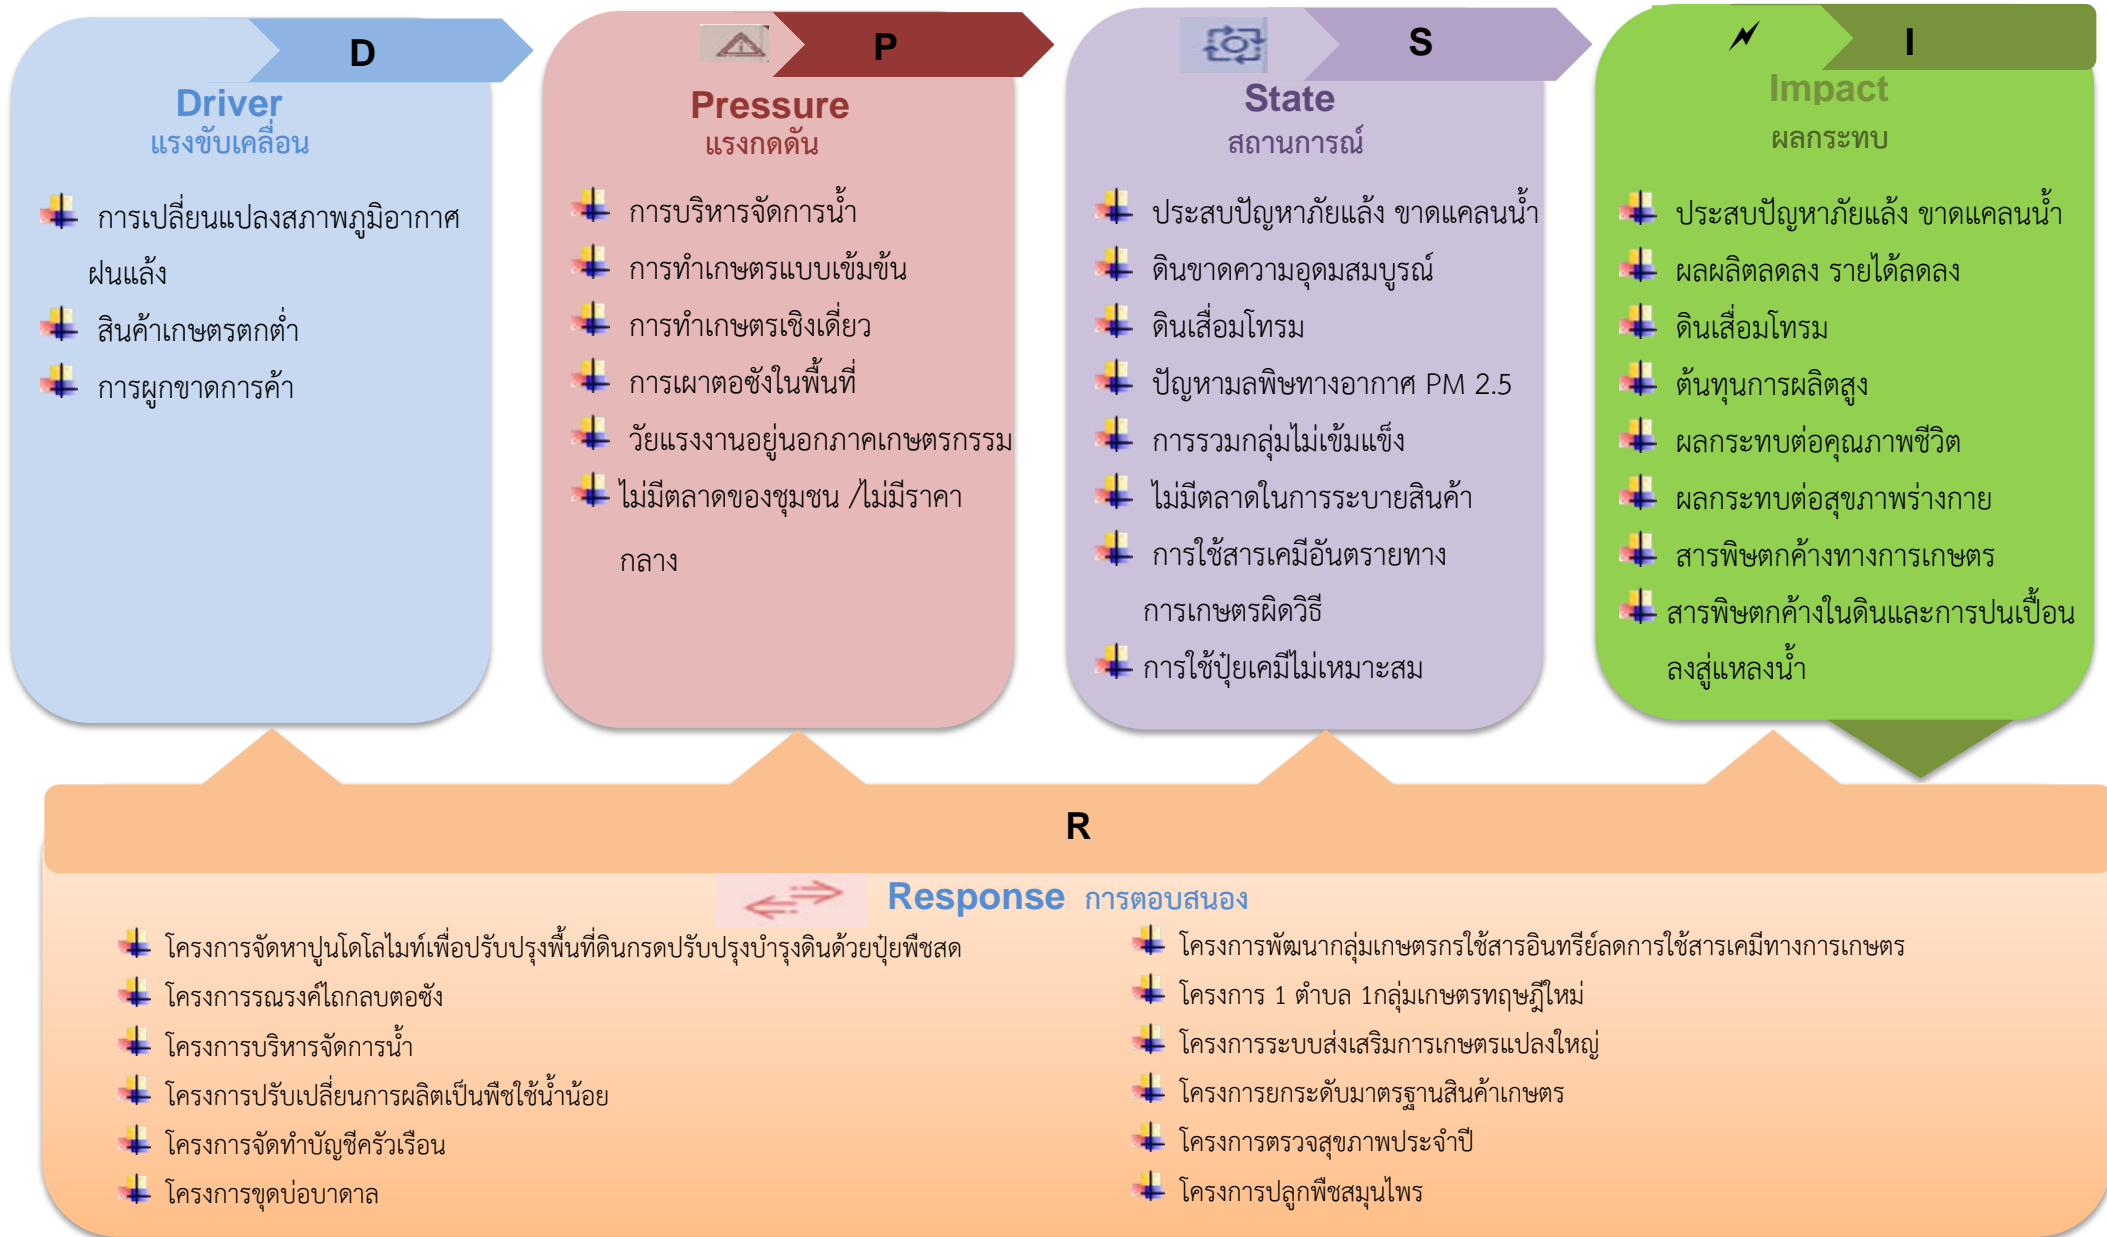 D
Driver
แรงขับเคลื่อน
การเปลี่ยนแปลงสภาพภูมิอากาศ
ฝนแล้ง
สินค้าเกษตรตกต่ำ
การผูกขาดการค้า
P
Pressure
แรงกดดัน
การบริหารจัดการน้ำ
การทำเกษตรแบบเข้มข้น
การทำเกษตรเชิงเดี่ยว
การเผาตอซังในพื้นที่
วัยแรงงานอยู่นอกภาคเกษตรกรรม
ไม่มีตลาดของชุมชน /ไม่มีราคา
กลาง
S
State
สถานการณ์
ประสบปัญหาภัยแล้ง ขาดแคลนน้ำ
ดินขาดความอุดมสมบูรณ์
ดินเสื่อมโทรม
ปัญหามลพิษทางอากาศ PM 2.5
การรวมกลุ่มไม่เข้มแข็ง
ไม่มีตลาดในการระบายสินค้า
การใช้สารเคมีอันตรายทาง
การเกษตรผิดวิธี
การใช้ปุ๋ยเคมีไม่เหมาะสม
I
Impact
ผลกระทบ
ประสบปัญหาภัยแล้ง ขาดแคลนน้ำ
ผลผลิตลดลง รายได้ลดลง
ดินเสื่อมโทรม
ต้นทุนการผลิตสูง
ผลกระทบต่อคุณภาพชีวิต
ผลกระทบต่อสุขภาพร่างกาย
สารพิษตกค้างทางการเกษตร
สารพิษตกค้างในดินและการปนเปื้อน
ลงสู่แหลงน้ำ
R
Response การตอบสนอง
โครงการจัดหาปูนโดโลไมท์เพื่อปรับปรุงพื้นที่ดินกรดปรับปรุงบำรุงดินด้วยปุ๋ยพืชสด
โครงการรณรงค์ไถกลบตอซัง
โครงการบริหารจัดการน้ำ
โครงการปรับเปลี่ยนการผลิตเป็นพืชใช้น้ำน้อย
โครงการจัดทำบัญชีครัวเรือน
โครงการขุดบ่อบาดาล
โครงการพัฒนากลุ่มเกษตรกรใช้สารอินทรีย์ลดการใช้สารเคมีทางการเกษตร
โครงการ 1 ตำบล 1กลุ่มเกษตรทฤษฎีใหม่
โครงการระบบส่งเสริมการเกษตรแปลงใหญ่
โครงการยกระดับมาตรฐานสินค้าเกษตร
โครงการตรวจสุขภาพประจำปี
โครงการปลูกพืชสมุนไพร